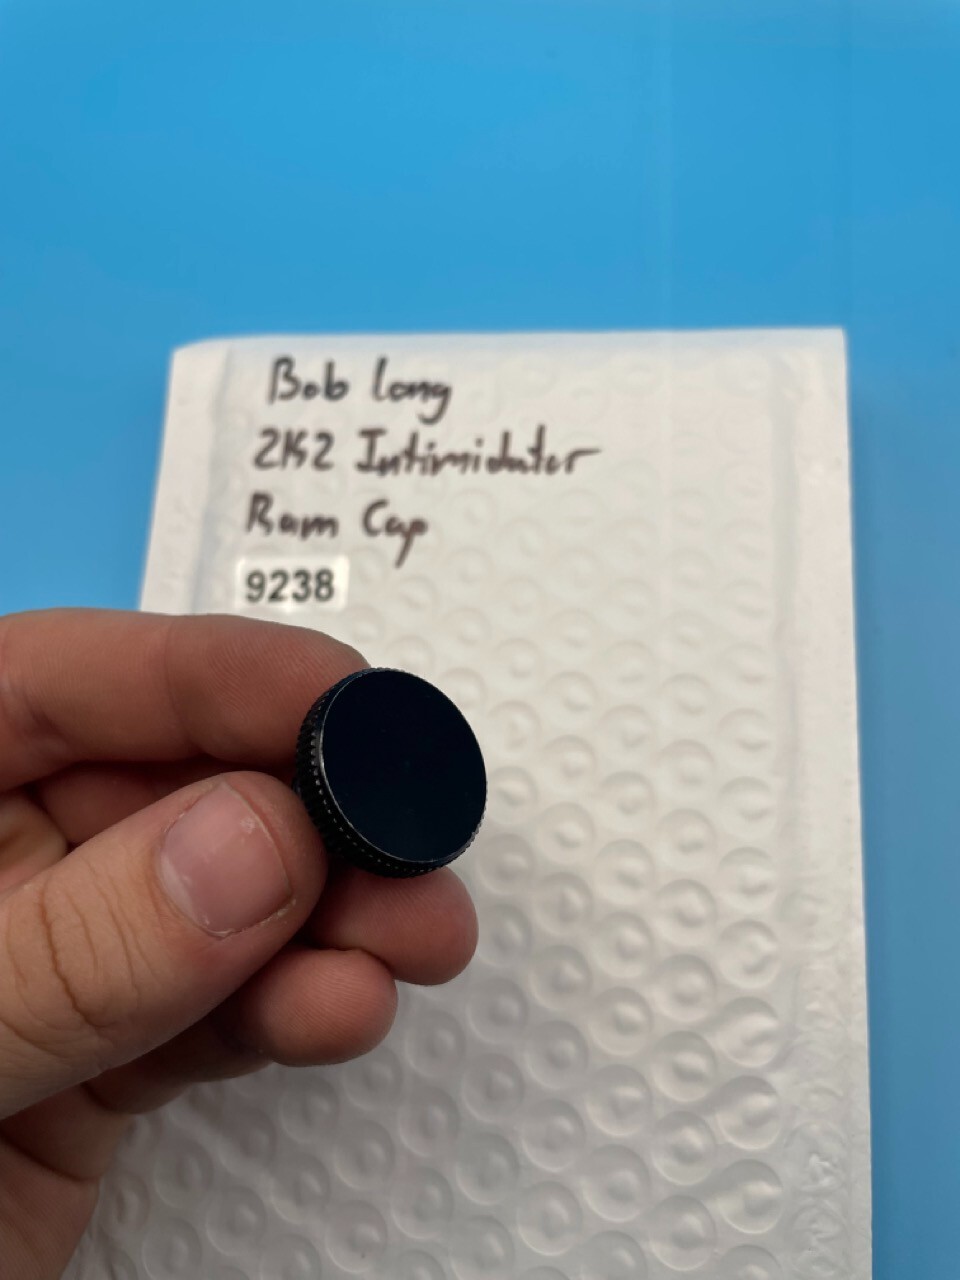 Bob Long
2K2 Intimidator
Ram Cap
9238